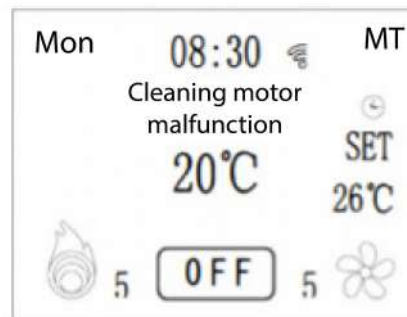 Mon 08:30 MT
Cleaning motor
malfunction
20℃
SET
26℃
5 OFF 5